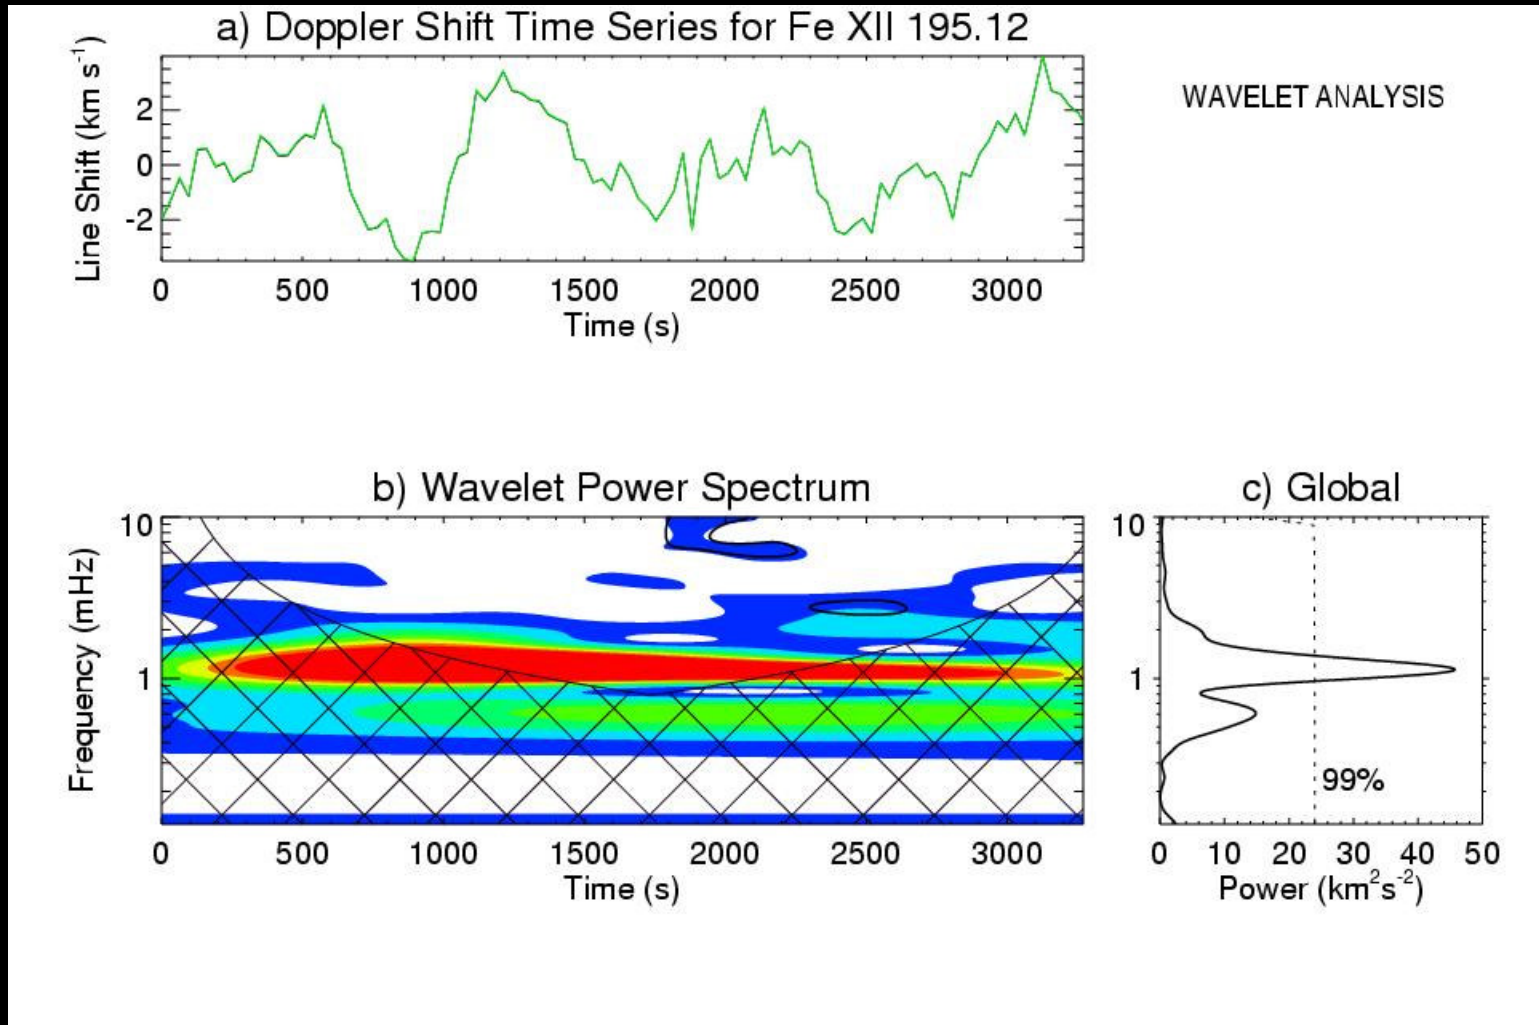 a) Doppler Shift Time Series for Fe XII 195.12
WAVELET ANALYSIS
Line Shift (km s⁻¹)
2
0
-2
0 500 1000 1500 2000 2500 3000
Time (s)
b) Wavelet Power Spectrum
c) Global
Frequency (mHz)
10
1
0 500 1000 1500 2000 2500 3000
Time (s)
10
1
99%
0 10 20 30 40 50
Power (km²s⁻²)